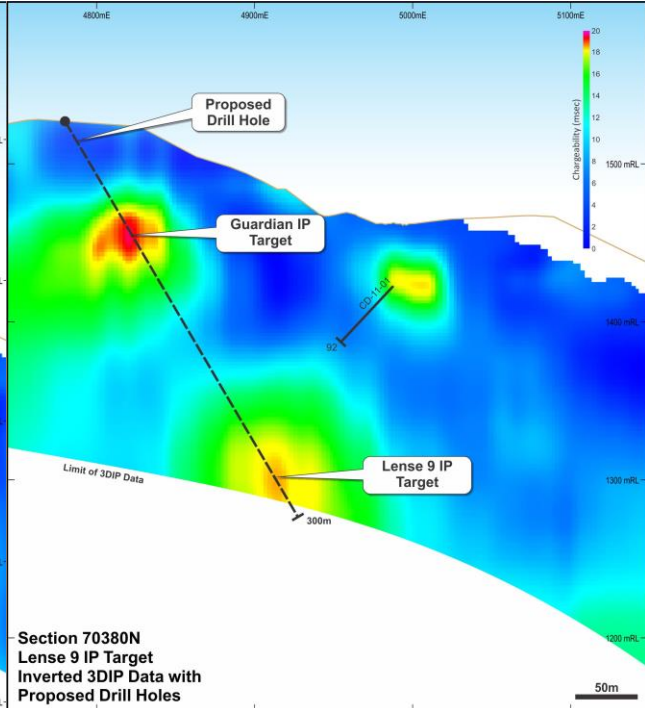 4800mE
4900mE
5000mE
5100mE
20
18
16
14
12
10
8
6
4
2
0
Chargeability (msec)
Proposed
Drill Hole
1500 mRL
Guardian IP
Target
CD-11-01
92
1400 mRL
Lense 9 IP
Target
Limit of 3DIP Data
1300 mRL
300m
1200 mRL
Section 70380N
Lense 9 IP Target
Inverted 3DIP Data with
Proposed Drill Holes
50m